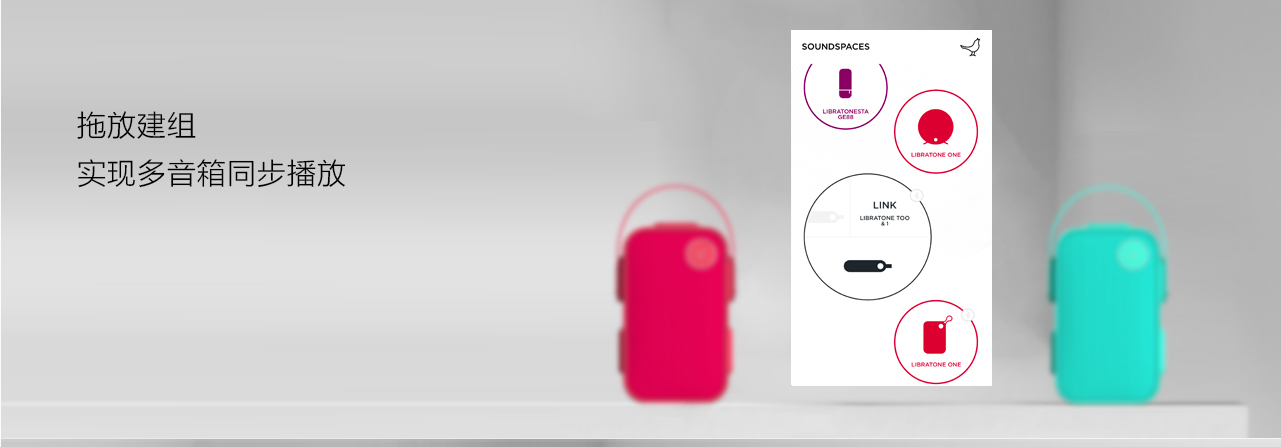 拖放建组
实现多音箱同步播放
SOUNDSPACES
LIBRATONESTA
GE88
LIBRATONE ONE
LINK
LIBRATONE TOO
& 1
LIBRATONE ONE